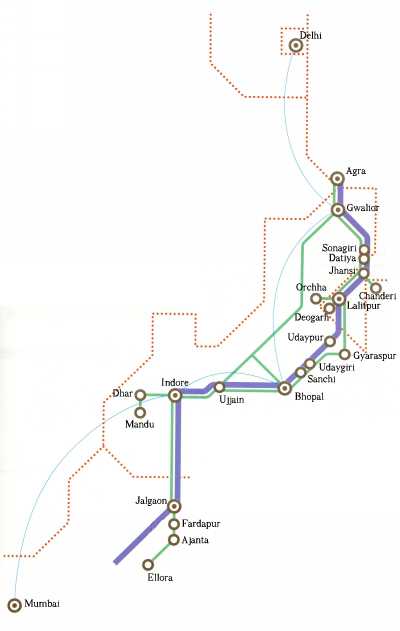 Delhi
Agra
Gwalior
Sonagiri
Datiya
Jhansi
Orchha
Chanderi
Lalitpur
Deogarh
Udaypur
Gyaraspur
Udaygiri
Sanchi
Indore
Dhar
Ujjain
Bhopal
Mandu
Jalgaon
Fardapur
Ajanta
Ellora
Mumbai